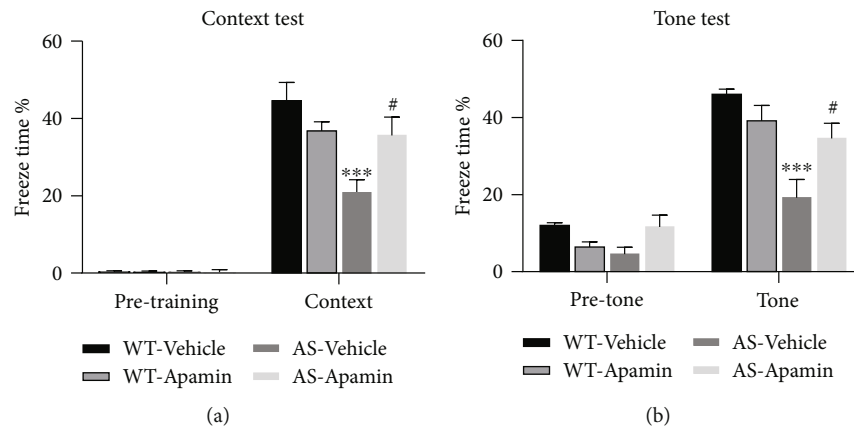 Context test
60
40
20
0
Freeze time %
***
#
Pre-training
Context
WT-Vehicle
AS-Vehicle
WT-Apamin
AS-Apamin
(a)
Tone test
60
40
20
0
Freeze time %
***
#
Pre-tone
Tone
WT-Vehicle
AS-Vehicle
WT-Apamin
AS-Apamin
(b)